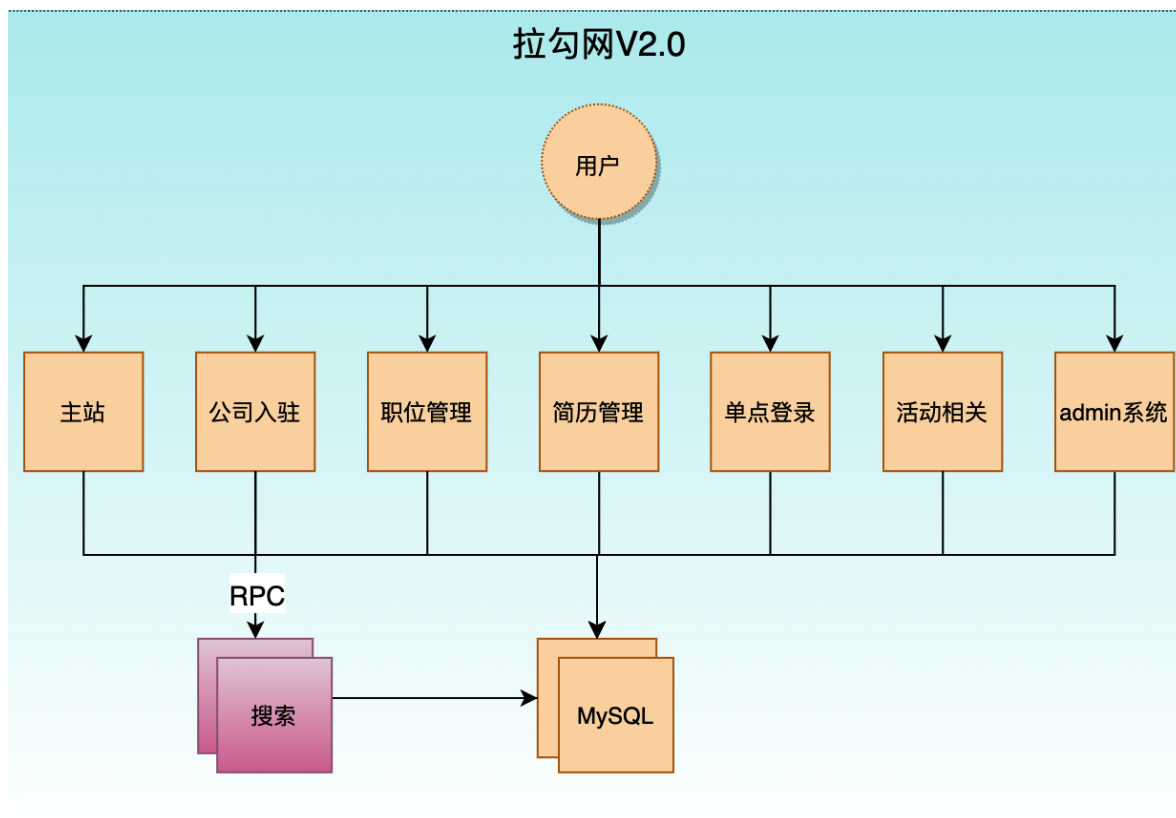 拉勾网V2.0
用户
主站
公司入驻
职位管理
简历管理
单点登录
活动相关
admin系统
RPC
搜索
MySQL